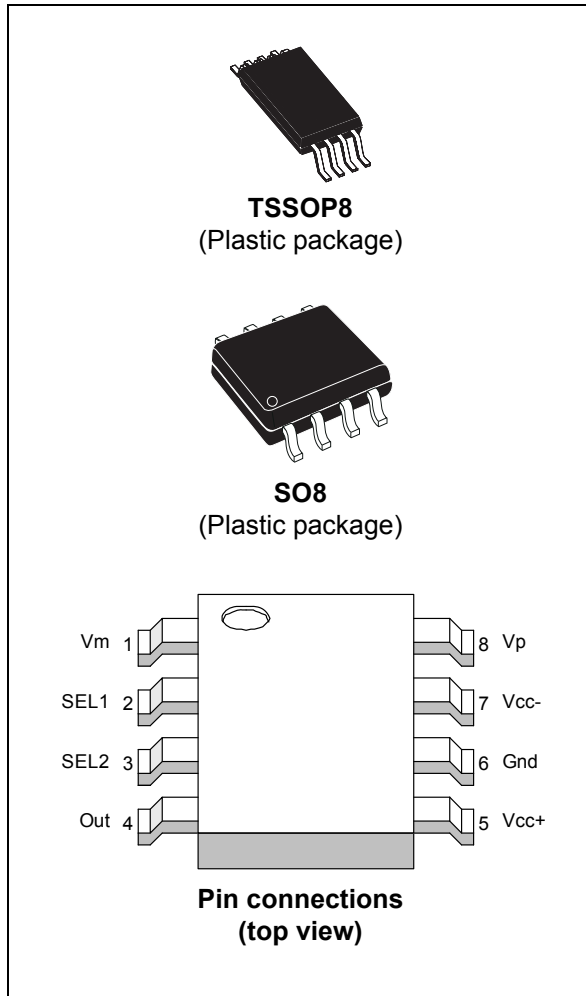 TSSOP8
(Plastic package)
SO8
(Plastic package)
Vm 1
8 Vp
SEL1 2
7 Vcc-
SEL2 3
6 Gnd
Out 4
5 Vcc+
Pin connections
(top view)